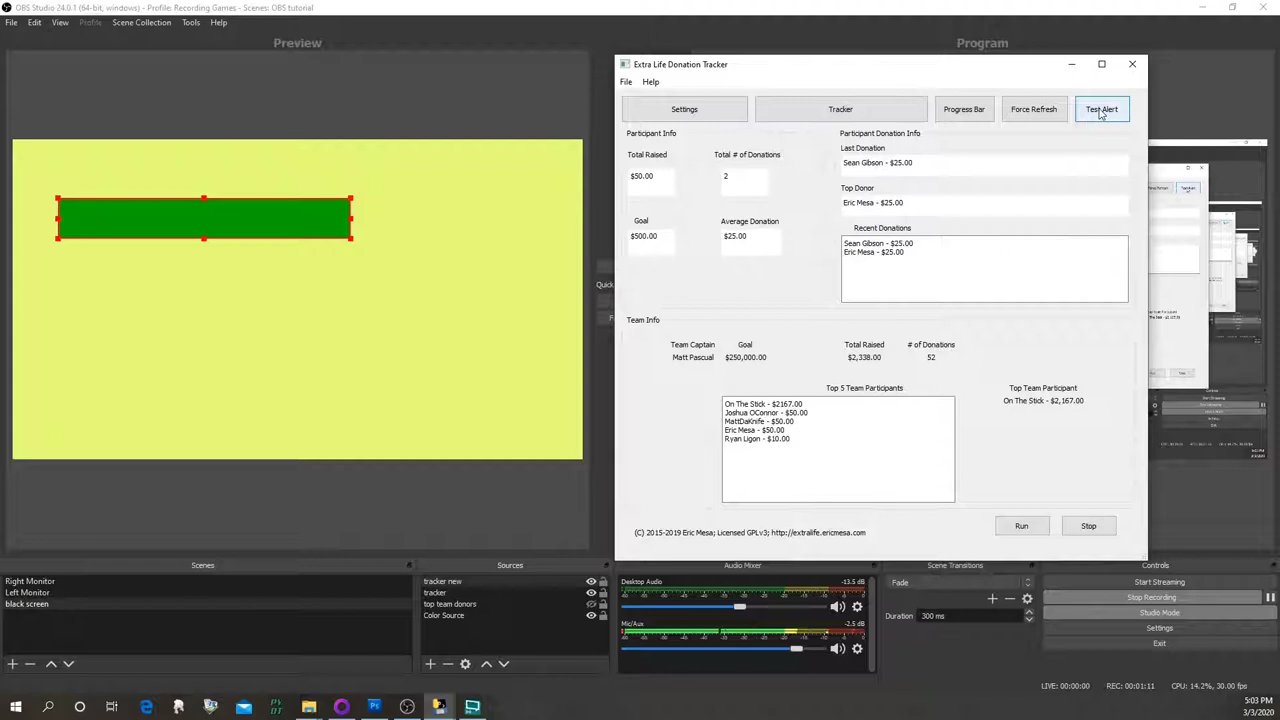 OBS Studio 24.0.1 (64-bit, windows) - Profile: Recording Games - Scenes: OBS tutorial
File Edit View Profile Scene Collection Tools Help
Preview
Program
Extra Life Donation Tracker
File Help
Settings Tracker Progress Bar Force Refresh Test Alert
Participant Info
Participant Donation Info
Total Raised
Total # of Donations
Last Donation
$50.00
2
Sean Gibson - $25.00
Top Donor
Eric Mesa - $25.00
Goal
Average Donation
$500.00
$25.00
Recent Donations
Sean Gibson - $25.00
Eric Mesa - $25.00
Team Info
Team Captain Goal Total Raised # of Donations
Matt Pascual $250,000.00 $2,338.00 52
Top 5 Team Participants
Top Team Participant
On The Stick - $2167.00
Joshua OConnor - $50.00
MattDaKnife - $50.00
Eric Mesa - $50.00
Ryan Ligon - $10.00
On The Stick - $2,167.00
Run Stop
(C) 2015-2019 Eric Mesa; Licensed GPLv3; http://extralife.ericmesa.com
Scenes
Right Monitor
Left Monitor
black screen
Sources
tracker new
tracker
top team donors
Color Source
Audio Mixer
Desktop Audio -13.5 dB
Mic/Aux -2.5 dB
Scene Transitions
Fade
Duration 300 ms
Controls
Start Streaming
Stop Recording
Studio Mode
Settings
Exit
LIVE: 00:00:00 REC: 00:01:11 CPU: 14.2%, 30.00 fps
5:03 PM
3/3/2020